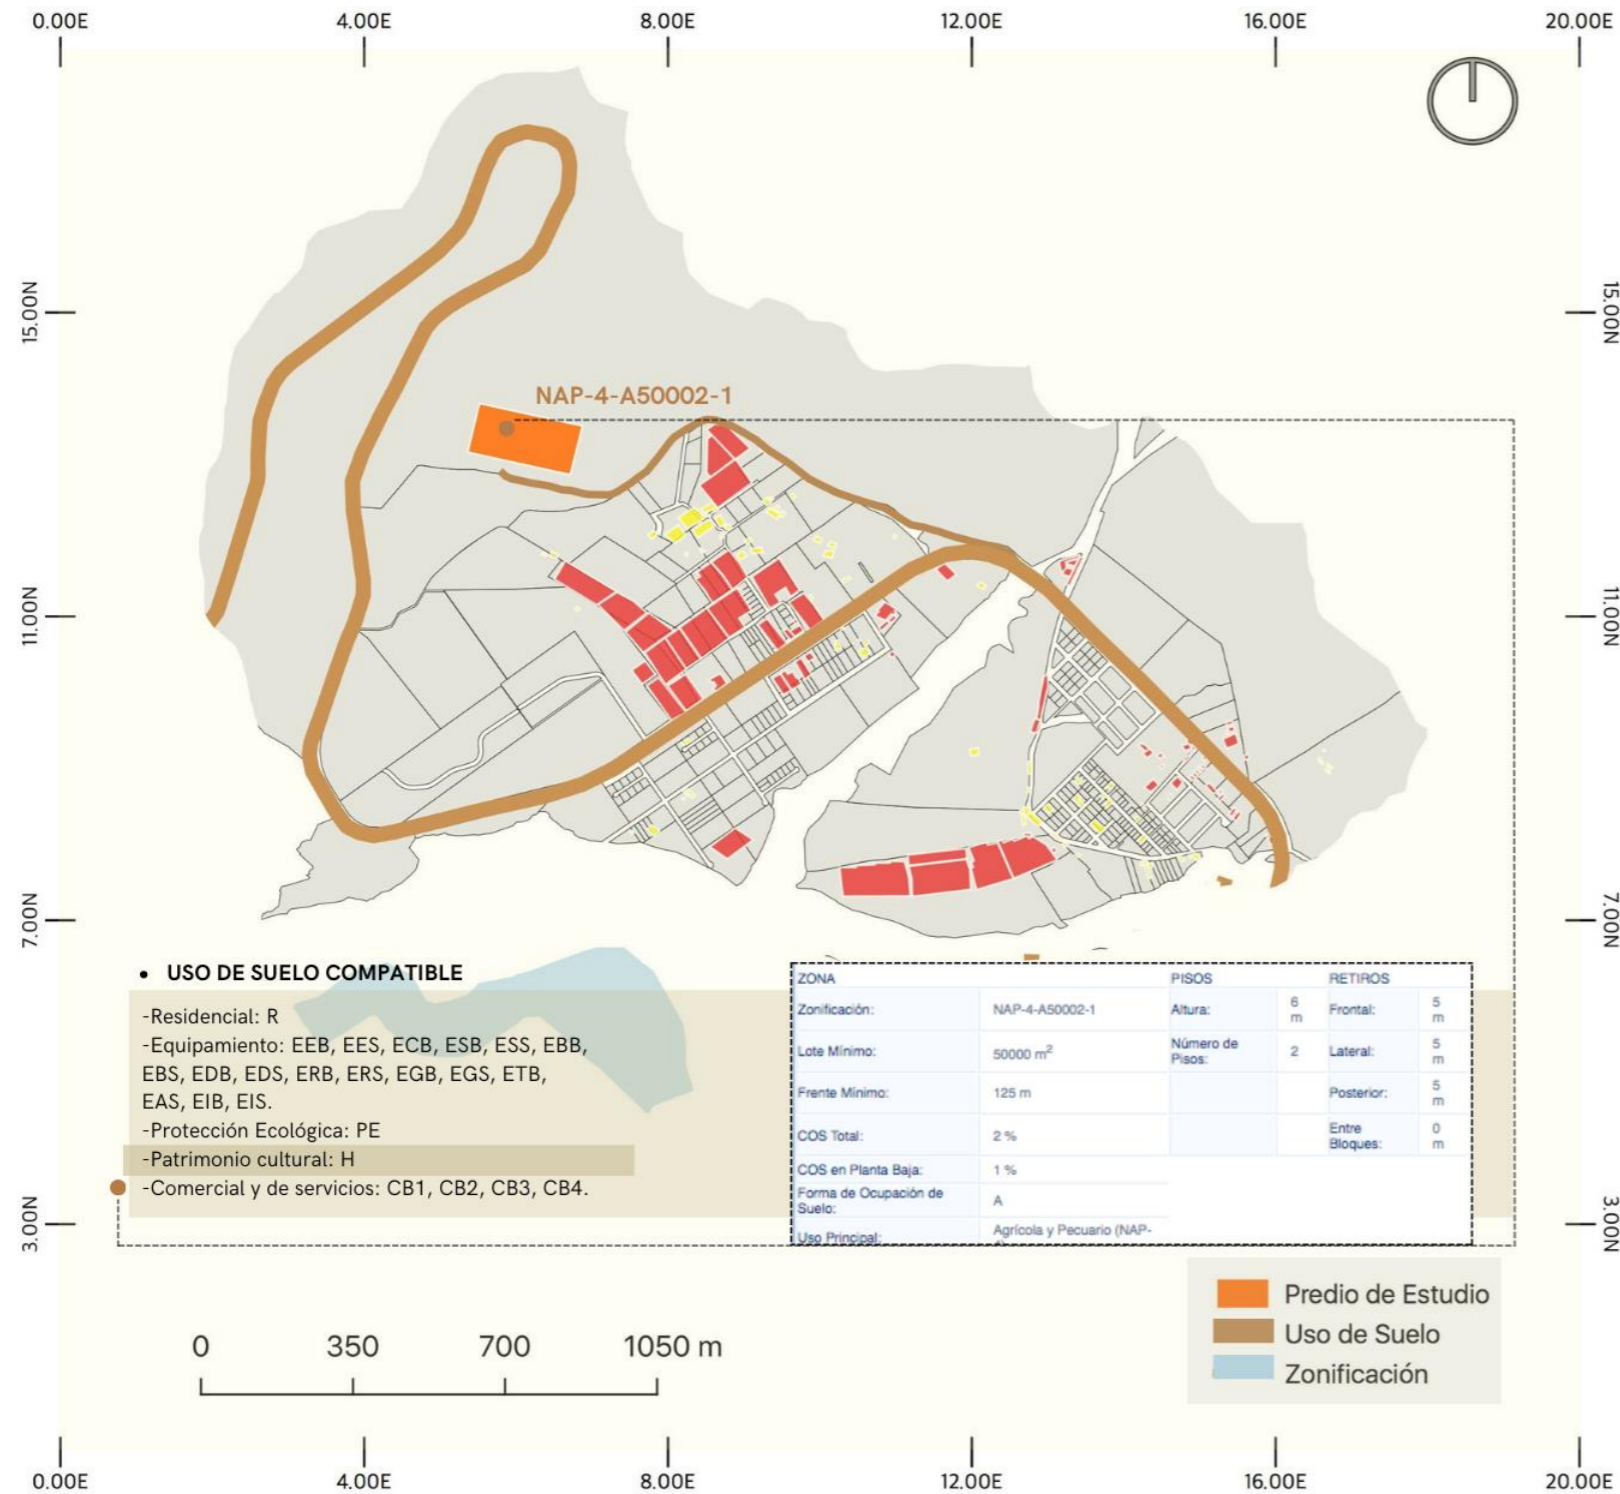 0.00E 4.00E 8.00E 12.00E 16.00E 20.00E
15.00N 15.00N
NAP-4-A50002-1
11.00N 11.00N
7.00N 7.00N
• USO DE SUELO COMPATIBLE
-Residencial: R
-Equipamiento: EEB, EES, ECB, ESB, ESS, EBB,
EBS, EDB, EDS, ERB, ERS, EGB, EGS, ETB,
EAS, EIB, EIS.
-Protección Ecológica: PE
-Patrimonio cultural: H
-Comercial y de servicios: CB1, CB2, CB3, CB4.
ZONA PISOS RETIROS
Zonificación: NAP-4-A50002-1 Altura: 6 m Frontal: 5 m
Lote Mínimo: 50000 m² Número de Pisos: 2 Lateral: 5 m
Frente Mínimo: 125 m Posterior: 5 m
COS Total: 2 % Entre Bloques: 0 m
COS en Planta Baja: 1 %
Forma de Ocupación de Suelo: A
Uso Principal: Agrícola y Pecuario (NAP-
3.00N 3.00N
Predio de Estudio
Uso de Suelo
Zonificación
0 350 700 1050 m
0.00E 4.00E 8.00E 12.00E 16.00E 20.00E